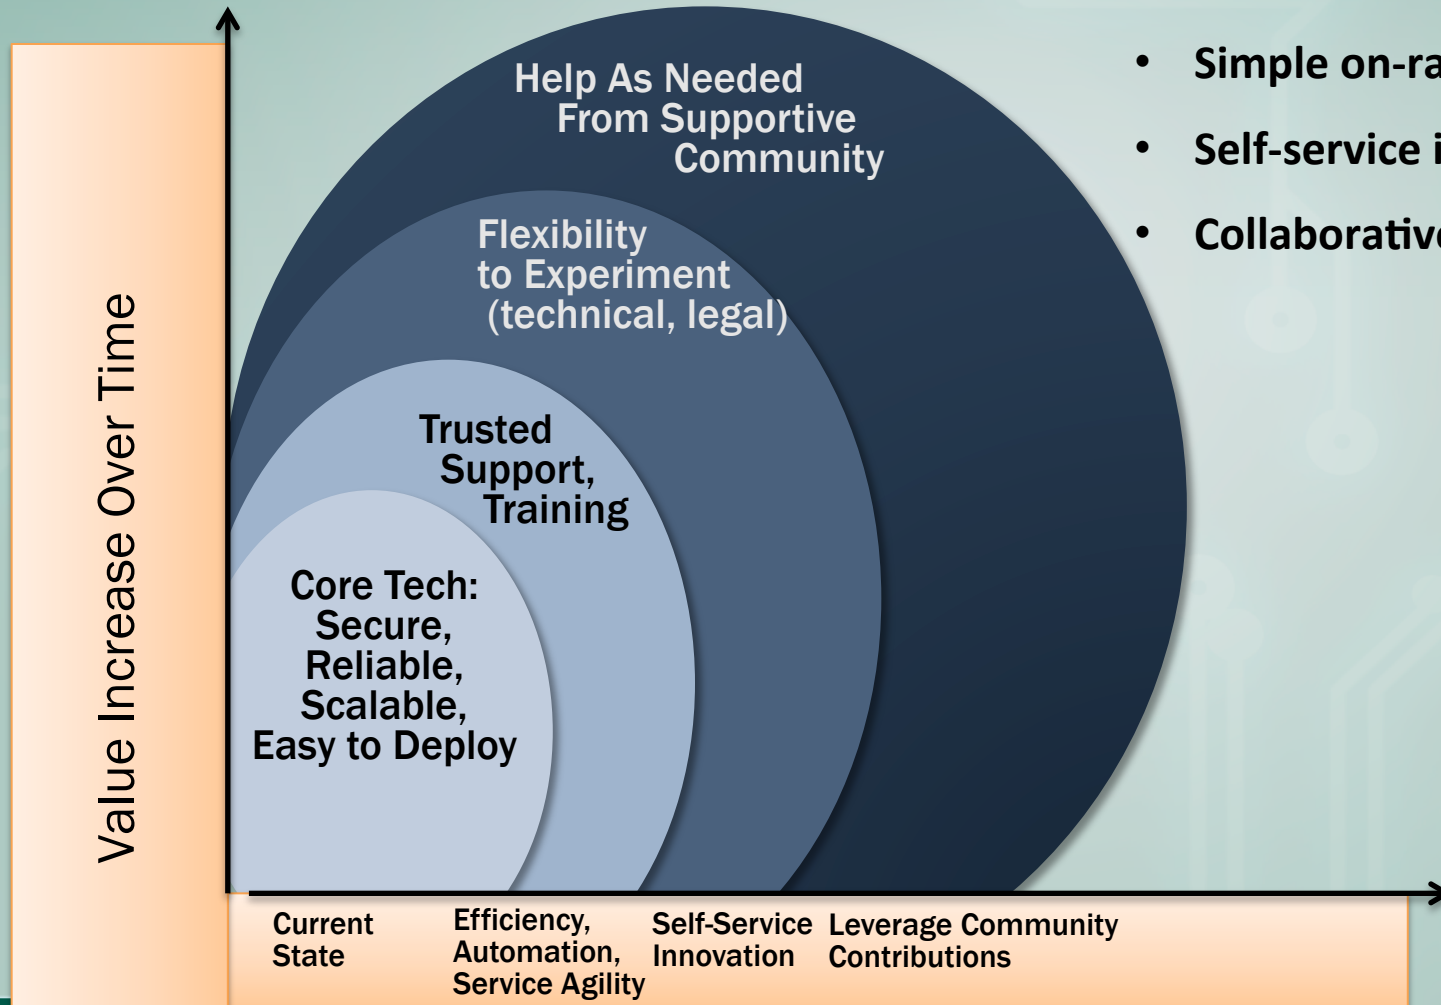 Help As Needed
From Supportive
Community
Flexibility
to Experiment
(technical, legal)
Trusted
Support,
Training
Core Tech:
Secure,
Reliable,
Scalable,
Easy to Deploy
Value Increase Over Time
Current
State
Efficiency,
Automation,
Service Agility
Self-Service
Innovation
Leverage Community
Contributions
• Simple
• Self-service
• Collaborative